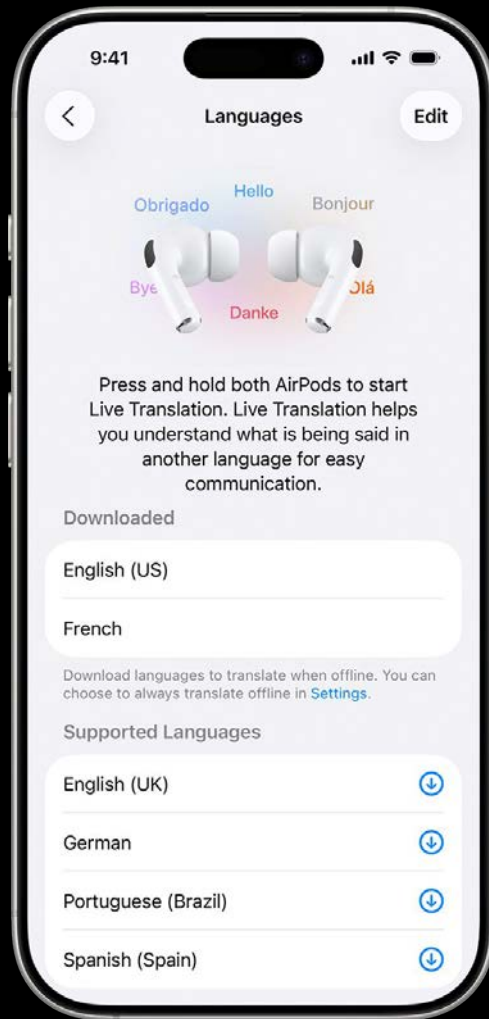 9:41
Languages
Edit
Hello
Obrigado
Bonjour
Bye
Olá
Danke
Press and hold both AirPods to start
Live Translation. Live Translation helps
you understand what is being said in
another language for easy
communication.
Downloaded
English (US)
French
Download languages to translate when offline. You can
choose to always translate offline in Settings.
Supported Languages
English (UK)
German
Portuguese (Brazil)
Spanish (Spain)